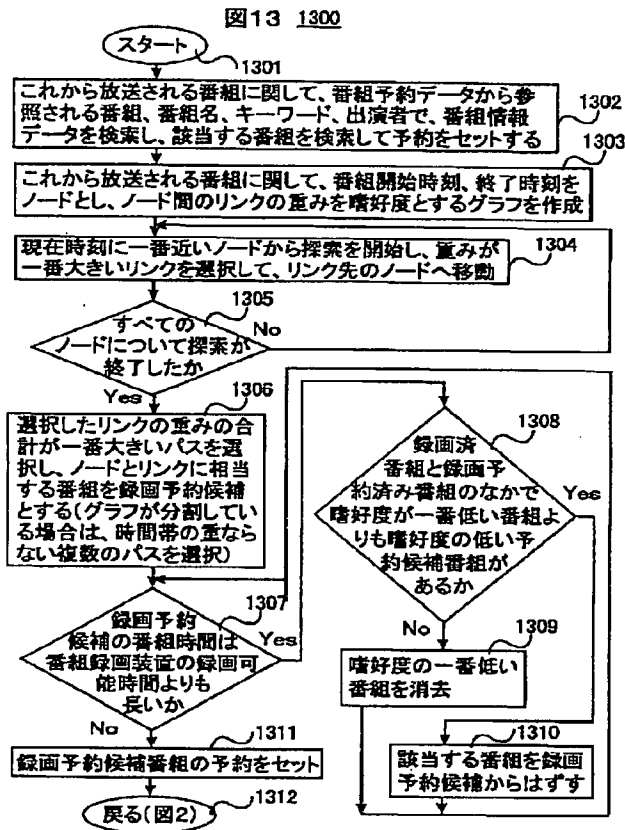 図13 1300
スタート
1301
これから放送される番組に関して、番組予約データから参
照される番組、番組名、キーワード、出演者で、番組情報
データを検索し、該当する番組を検索して予約をセットする
1302
1303
これから放送される番組に関して、番組開始時刻、終了時刻を
ノードとし、ノード間のリンクの重みを嗜好度とするグラフを作成
現在時刻に一番近いノードから探索を開始し、重みが
一番大きいリンクを選択して、リンク先のノードへ移動
1304
1305
すべての
ノードについて探索が
終了したか
No
Yes
1306
選択したリンクの重みの合
計が一番大きいパスを選
択し、ノードとリンクに相当
する番組を録画予約候補
とする(グラフが分割してい
る場合は、時間帯の重なら
ない複数のパスを選択)
1307
録画予約
候補の番組時間は
番組録画装置の録画可
能時間よりも
長いか
Yes
No
1308
録画済
番組と録画予
約済み番組のなかで
嗜好度が一番低い番組よ
りも嗜好度の低い予
約候補番組が
あるか
Yes
No
1309
嗜好度の一番低い
番組を消去
1310
該当する番組を録画
予約候補からはずす
1311
録画予約候補番組の予約をセット
戻る(図2)
1312